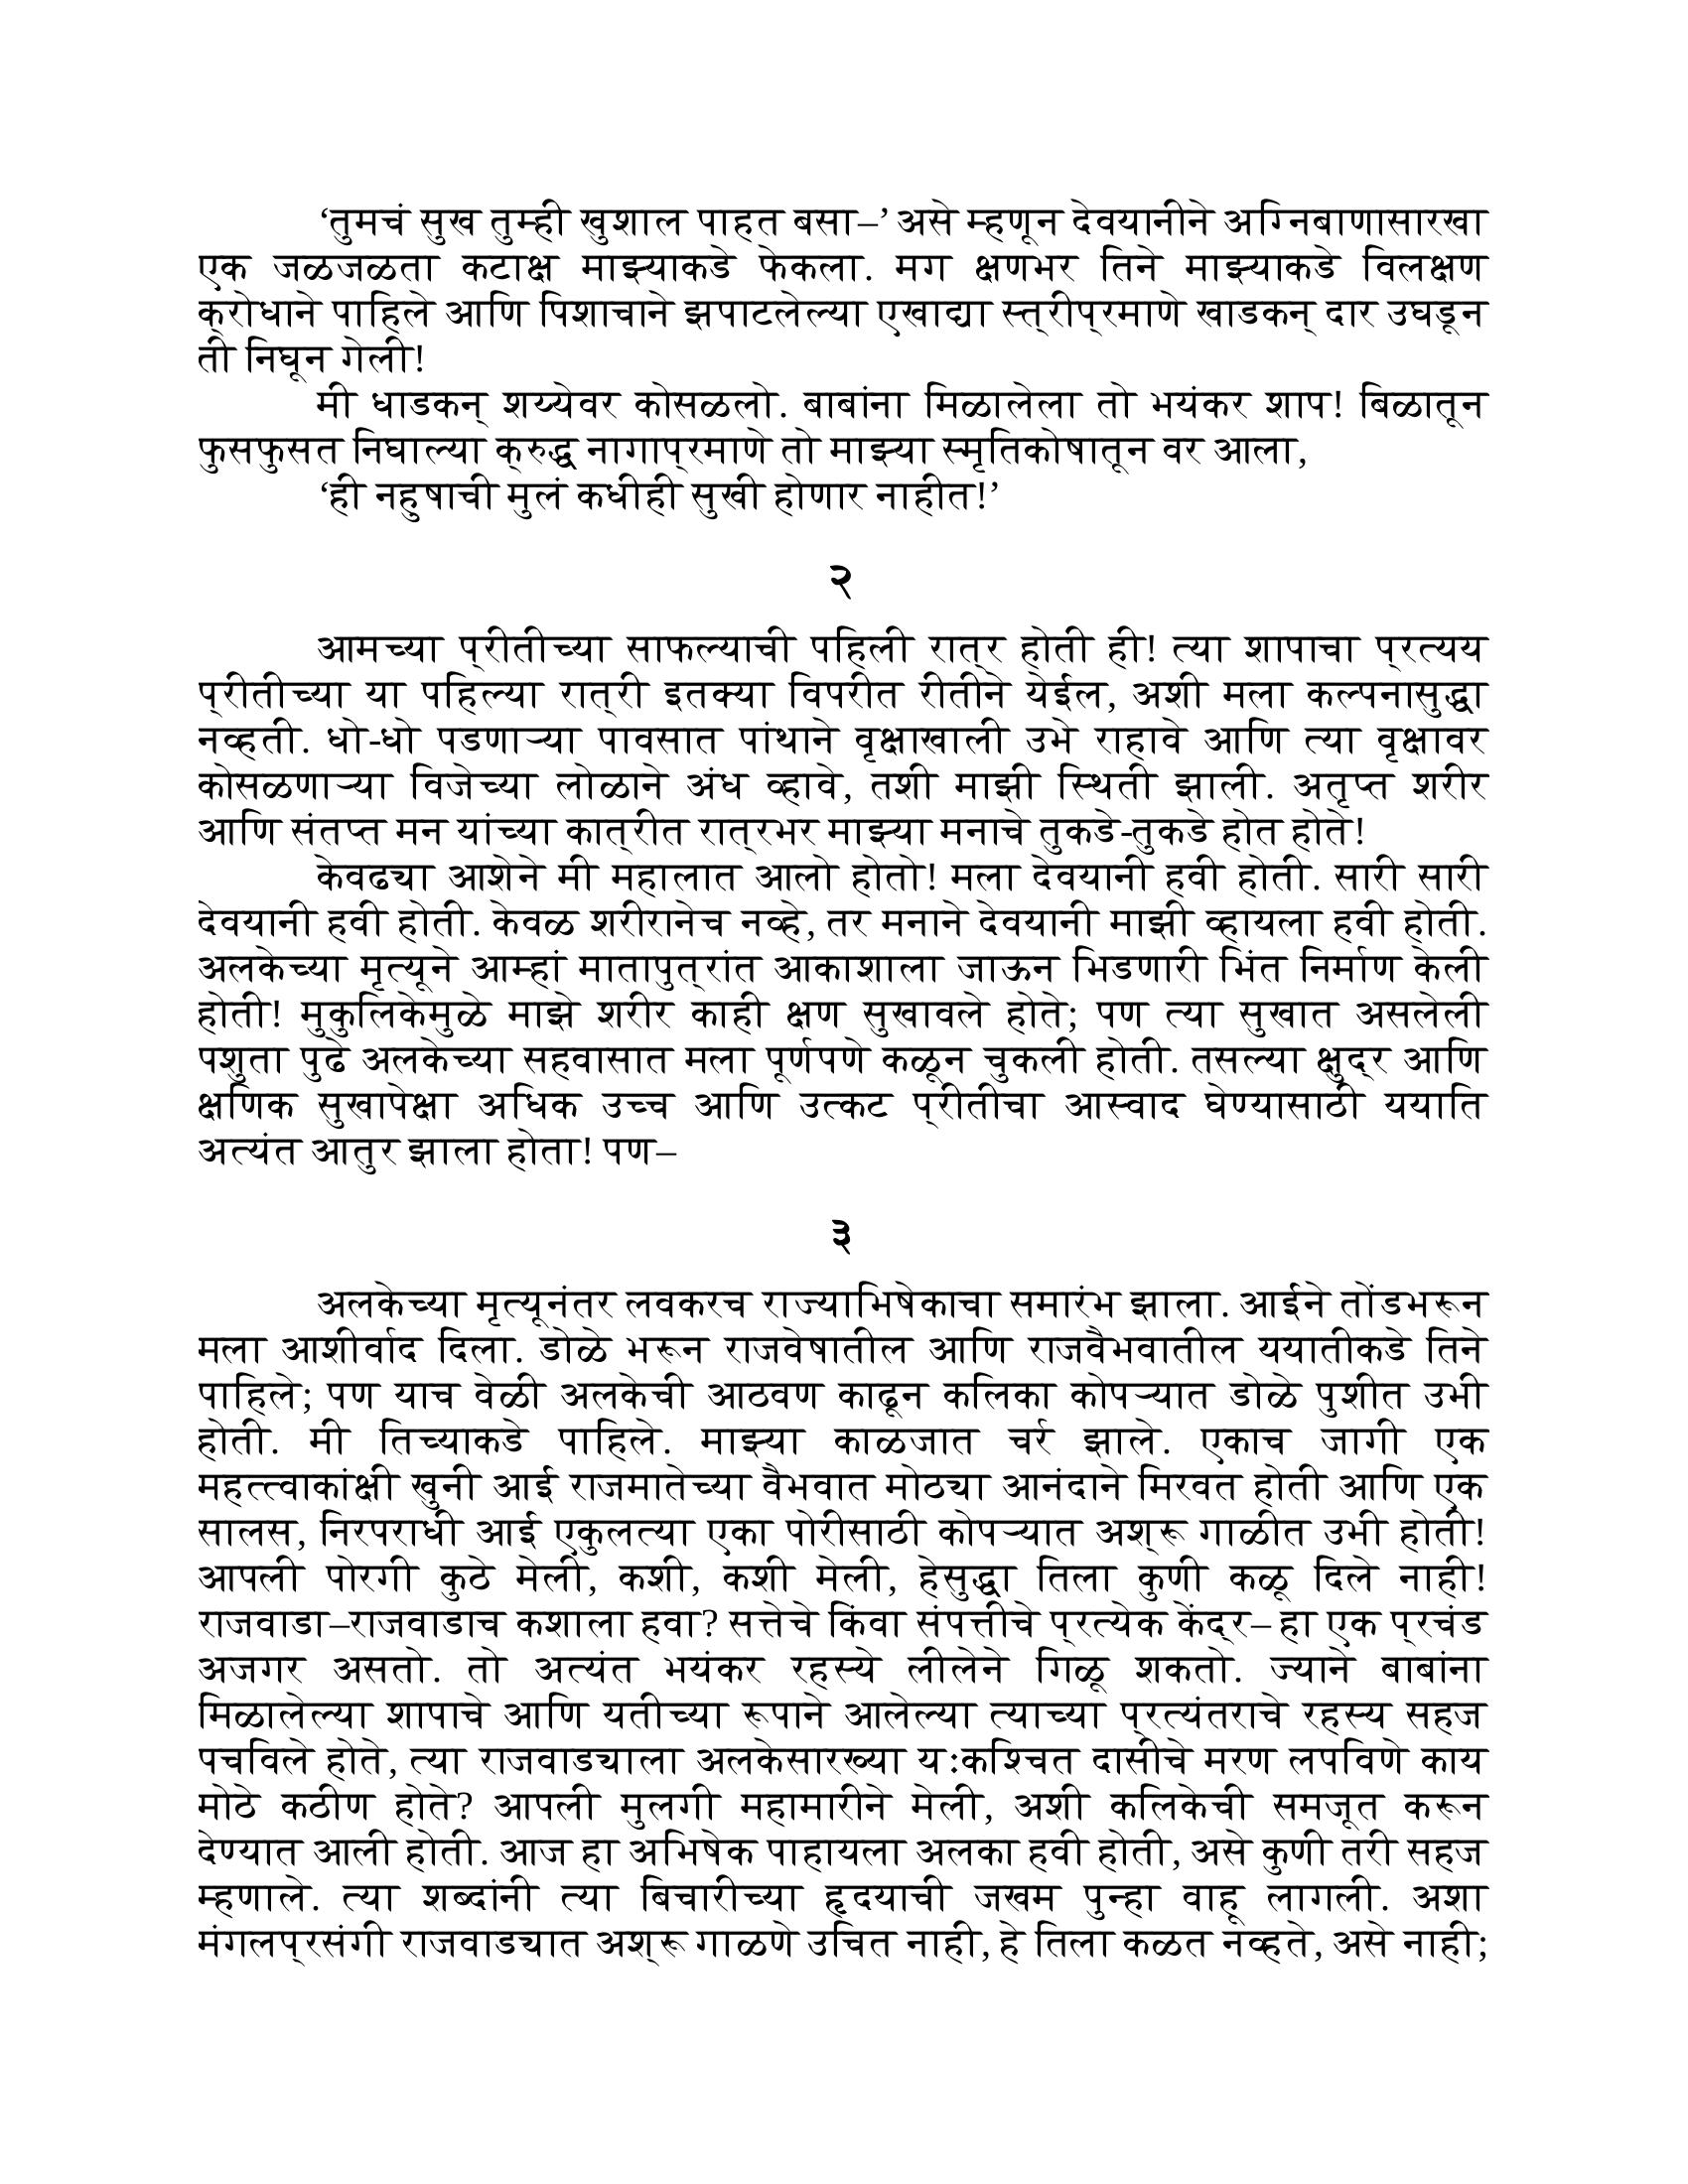 ‘तुमचं सुख तुम्ही खुशाल पाहत बसा–’ असे म्हणून देवयानीने अग्निबाणासारखा
एक जळजळता कटाक्ष माझ्याकडे फेकला. मग क्षणभर तिने माझ्याकडे विलक्षण
क्रोधाने पाहिले आणि पिशाचाने झपाटलेल्या एखाद्या स्त्रीप्रमाणे खाडकन् दार उघडून
ती निघून गेली!
मी धाडकन् शय्येवर कोसळलो. बाबांना मिळालेला तो भयंकर शाप! बिळातून
फुसफुसत निघाल्या क्रुद्ध नागाप्रमाणे तो माझ्या स्मृतिकोषातून वर आला,
‘ही नहुषाची मुलं कधीही सुखी होणार नाहीत!’
२
आमच्या प्रीतीच्या साफल्याची पहिली रात्र होती ही! त्या शापाचा प्रत्यय
प्रीतीच्या या पहिल्या रात्री इतक्या विपरीत रीतीने येईल, अशी मला कल्पनासुद्धा
नव्हती. धो-धो पडणाऱ्या पावसात पांथाने वृक्षाखाली उभे राहावे आणि त्या वृक्षावर
कोसळणाऱ्या विजेच्या लोळाने अंध व्हावे, तशी माझी स्थिती झाली. अतृप्त शरीर
आणि संतप्त मन यांच्या कात्रीत रात्रभर माझ्या मनाचे तुकडे-तुकडे होत होते!
केवढ्या आशेने मी महालात आलो होतो! मला देवयानी हवी होती. सारी सारी
देवयानी हवी होती. केवळ शरीरानेच नव्हे, तर मनाने देवयानी माझी व्हायला हवी होती.
अलकेच्या मृत्यूने आम्हां मातापुत्रांत आकाशाला जाऊन भिडणारी भिंत निर्माण केली
होती! मुकुलिकेमुळे माझे शरीर काही क्षण सुखावले होते; पण त्या सुखात असलेली
पशुता पुढे अलकेच्या सहवासात मला पूर्णपणे कळून चुकली होती. तसल्या क्षुद्र आणि
क्षणिक सुखापेक्षा अधिक उच्च आणि उत्कट प्रीतीचा आस्वाद घेण्यासाठी ययाति
अत्यंत आतुर झाला होता! पण–
३
अलकेच्या मृत्यूनंतर लवकरच राज्याभिषेकाचा समारंभ झाला. आईने तोंडभरून
मला आशीर्वाद दिला. डोळे भरून राजवेषातील आणि राजवैभवातील ययातीकडे तिने
पाहिले; पण याच वेळी अलकेची आठवण काढून कलिका कोपऱ्यात डोळे पुशीत उभी
होती. मी तिच्याकडे पाहिले. माझ्या काळजात चर्र झाले. एकाच जागी एक
महत्त्वाकांक्षी खुनी आई राजमातेच्या वैभवात मोठ्या आनंदाने मिरवत होती आणि एक
सालस, निरपराधी आई एकुलत्या एका पोरीसाठी कोपऱ्यात अश्रू गाळीत उभी होती!
आपली पोरगी कुठे मेली, कशी, कशी मेली, हेसुद्धा तिला कुणी कळू दिले नाही!
राजवाडा–राजवाडाच कशाला हवा? सत्तेचे किंवा संपत्तीचे प्रत्येक केंद्र– हा एक प्रचंड
अजगर असतो. तो अत्यंत भयंकर रहस्ये लीलेने गिळू शकतो. ज्याने बाबांना
मिळालेल्या शापाचे आणि यतीच्या रूपाने आलेल्या त्याच्या प्रत्यंतराचे रहस्य सहज
पचविले होते, त्या राजवाड्याला अलकेसारख्या यःकश्चित दासीचे मरण लपविणे काय
मोठे कठीण होते? आपली मुलगी महामारीने मेली, अशी कलिकेची समजूत करून
देण्यात आली होती. आज हा अभिषेक पाहायला अलका हवी होती, असे कुणी तरी सहज
म्हणाले. त्या शब्दांनी त्या बिचारीच्या हृदयाची जखम पुन्हा वाहू लागली. अशा
मंगलप्रसंगी राजवाड्यात अश्रू गाळणे उचित नाही, हे तिला कळत नव्हते, असे नाही;